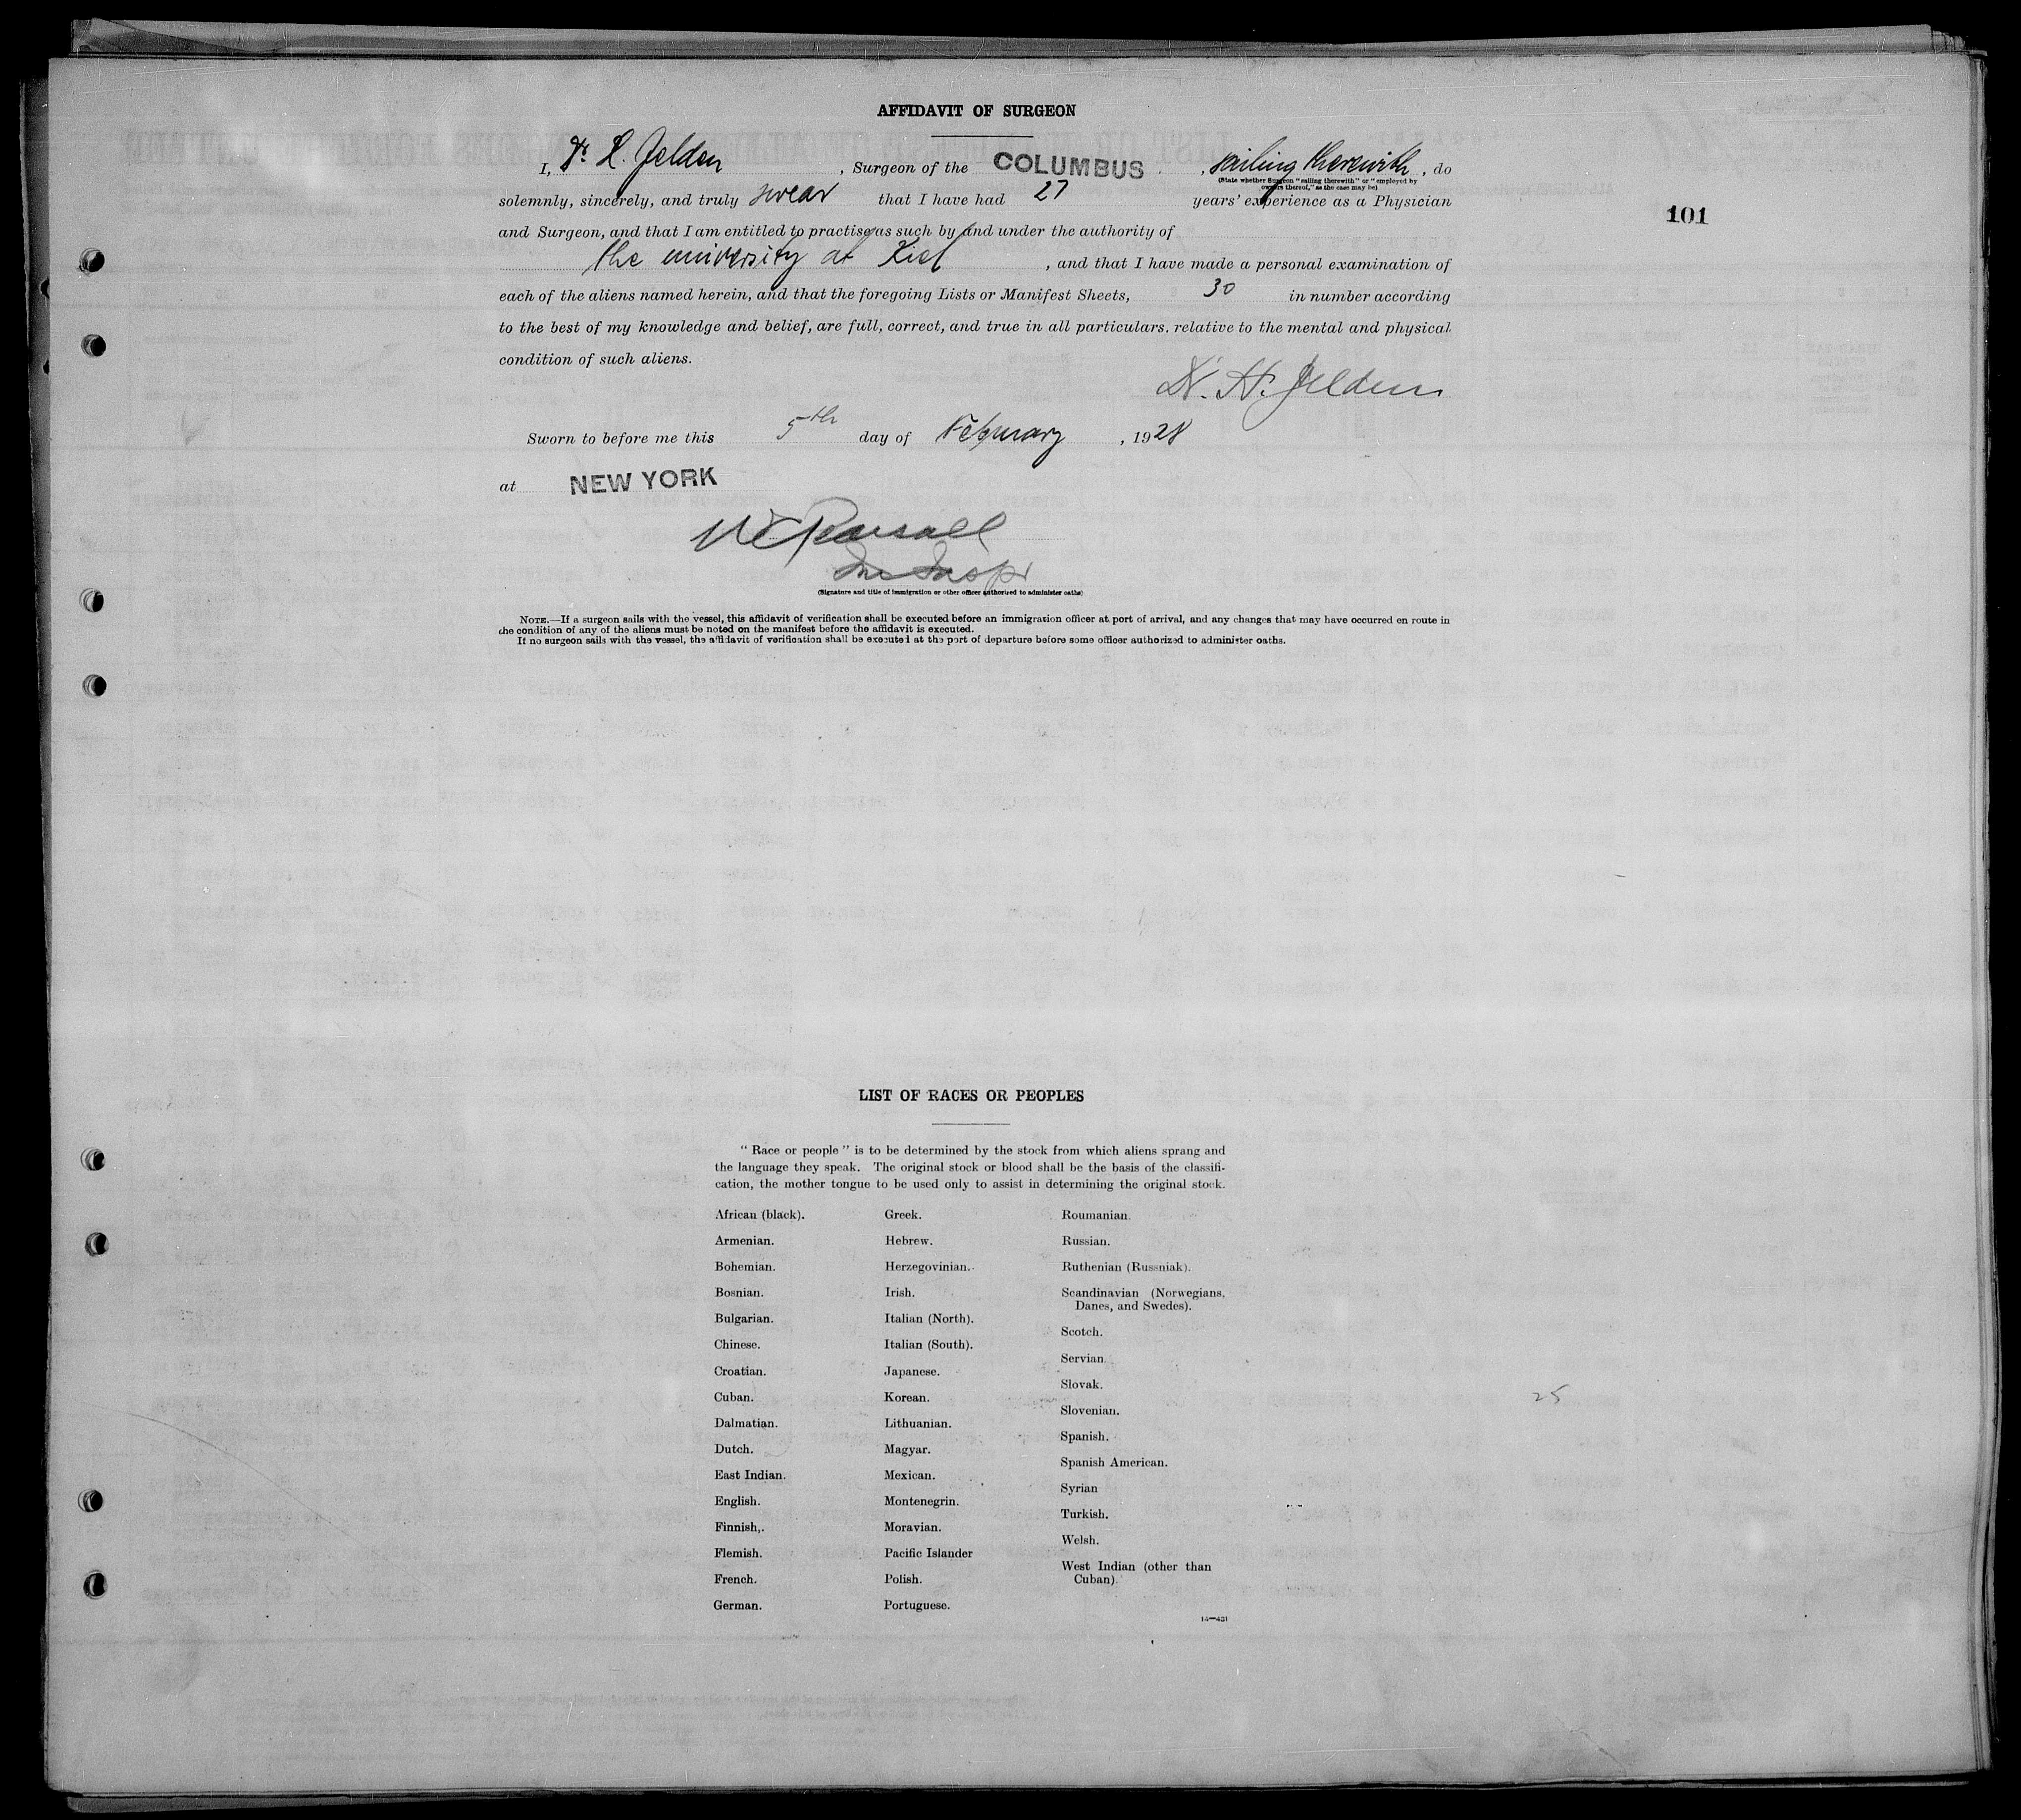 AFFIDAVIT OF SURGEON
I, Dr. H. Jelden, Surgeon of the COLUMBUS, sailing therewith, do
(State whether Surgeon "sailing therewith" or "employed by
owners thereof," as the case may be)
101
solemnly, sincerely, and truly swear that I have had 27 years' experience as a Physician
and Surgeon, and that I am entitled to practise as such by and under the authority of
the university at Kiel, and that I have made a personal examination of
each of the aliens named herein, and that the foregoing Lists or Manifest Sheets, 30 in number according
to the best of my knowledge and belief, are full, correct, and true in all particulars, relative to the mental and physical
condition of such aliens.
Dr. H. Jelden
Sworn to before me this 5th day of February, 1928
at NEW YORK
Insp
(Signature and title of immigration or other officer authorized to administer oaths)
NOTE.—If a surgeon sails with the vessel, this affidavit of verification shall be executed before an immigration officer at port of arrival, and any changes that may have occurred en route in
the condition of any of the aliens must be noted on the manifest before the affidavit is executed.
If no surgeon sails with the vessel, the affidavit of verification shall be executed at the port of departure before some officer authorized to administer oaths.
LIST OF RACES OR PEOPLES
"Race or people" is to be determined by the stock from which aliens sprang and
the language they speak. The original stock or blood shall be the basis of the classifi-
cation, the mother tongue to be used only to assist in determining the original stock.
African (black).
Armenian.
Bohemian.
Bosnian.
Bulgarian.
Chinese.
Croatian.
Cuban.
Dalmatian.
Dutch.
East Indian.
English.
Finnish.
Flemish.
French.
German.
Greek.
Hebrew.
Herzegovinian.
Irish.
Italian (North).
Italian (South).
Japanese.
Korean.
Lithuanian.
Magyar.
Mexican.
Montenegrin.
Moravian.
Pacific Islander
Polish.
Portuguese.
Roumanian.
Russian.
Ruthenian (Russniak).
Scandinavian (Norwegians,
Danes, and Swedes).
Scotch.
Servian.
Slovak.
Slovenian.
Spanish.
Spanish American.
Syrian
Turkish.
Welsh.
West Indian (other than
Cuban).
14—431
25